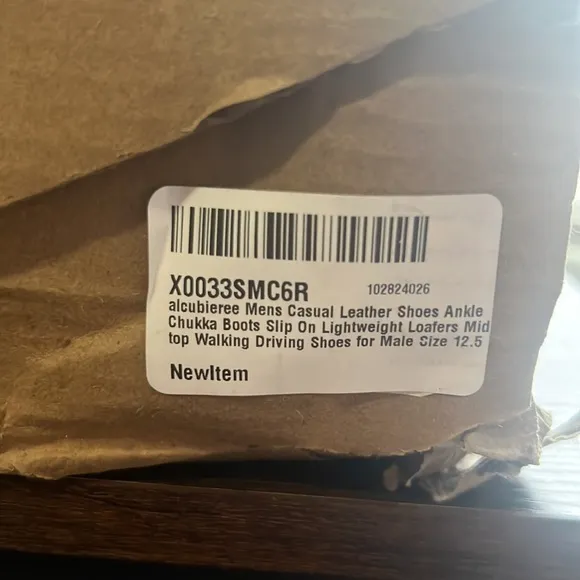 X0033SMC6R 102824026
alcubieree Mens Casual Leather Shoes Ankle
Chukka Boots Slip On Lightweight Loafers Mid
top Walking Driving Shoes for Male Size 12.5
NewItem